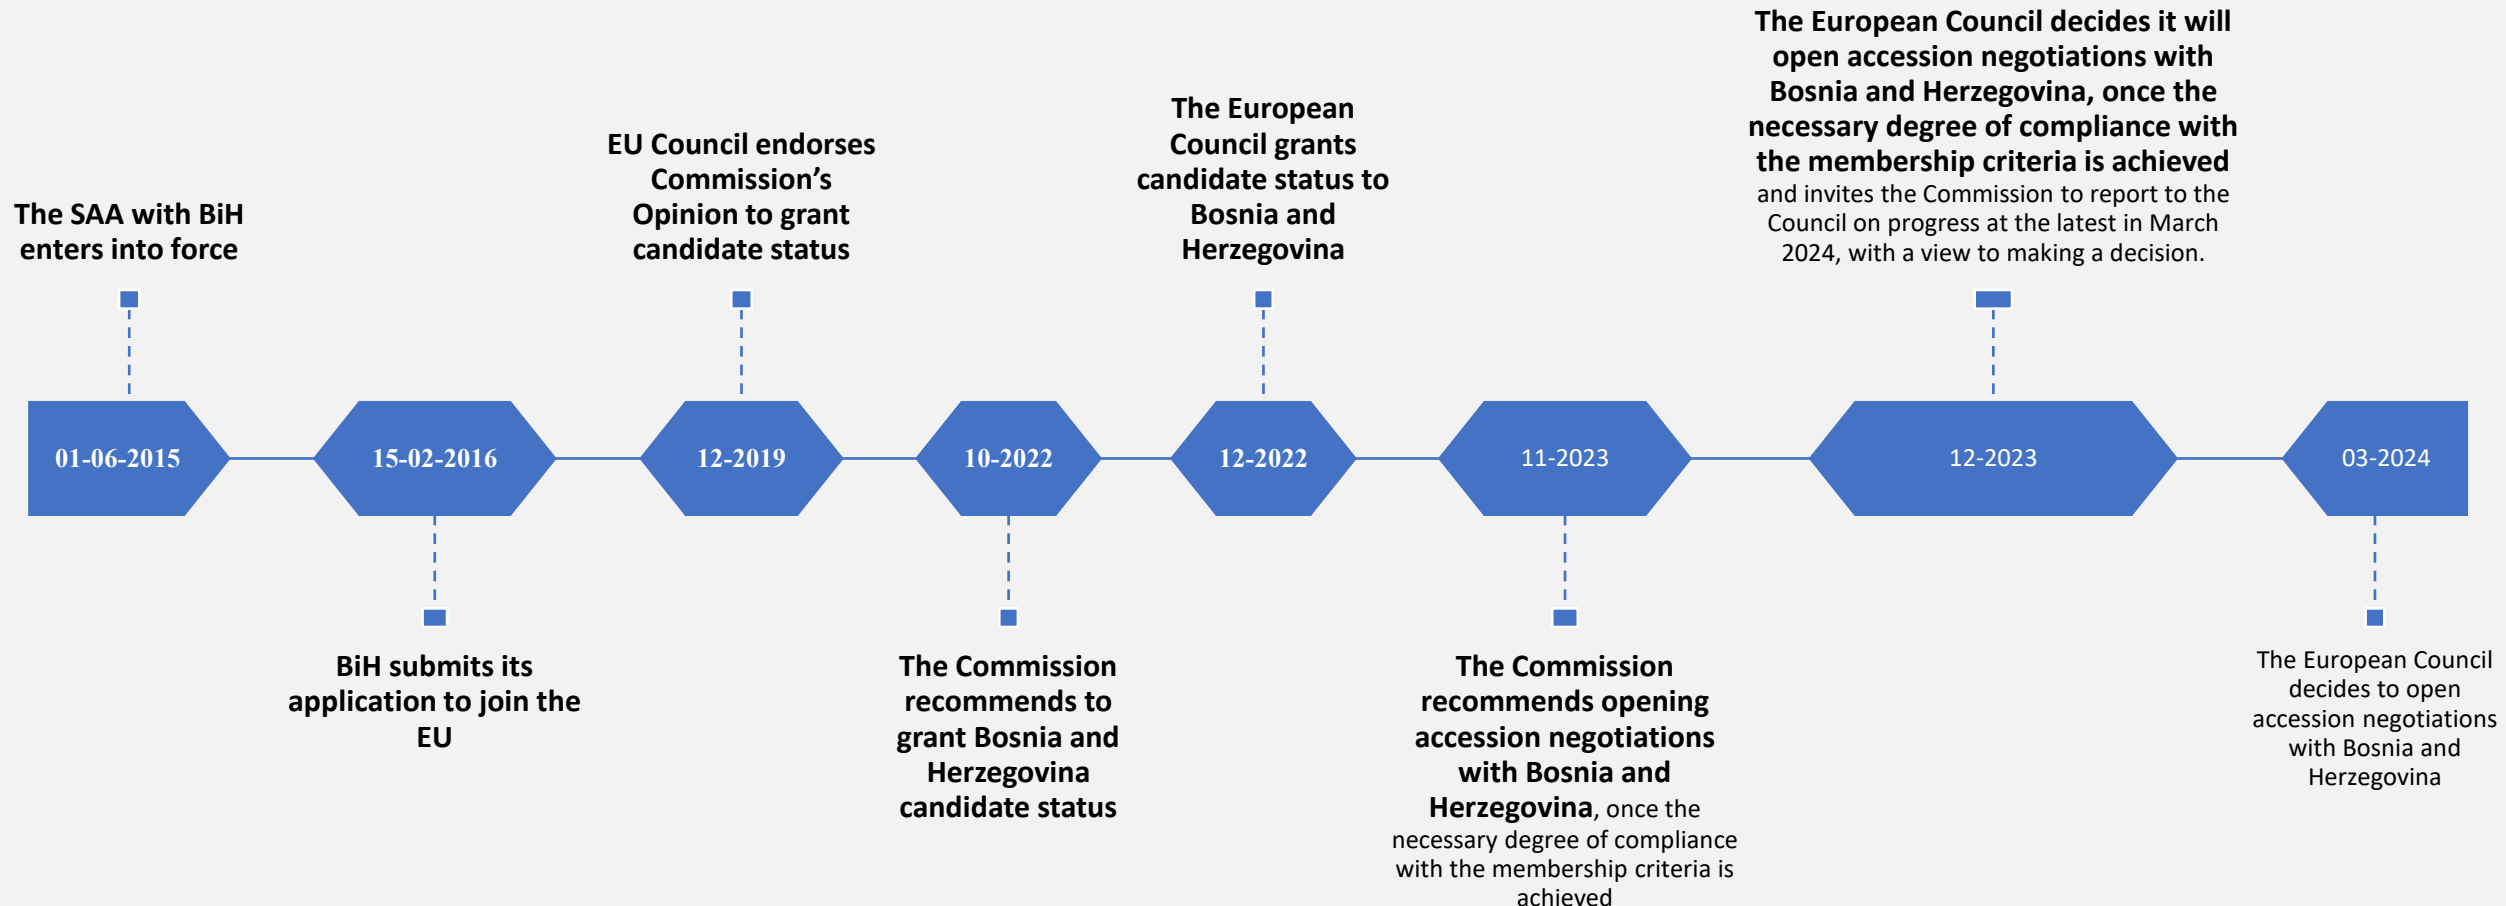 The SAA with BiH
enters into force
01-06-2015
15-02-2016
BiH submits its
application to join the
EU
EU Council endorses
Commission’s
Opinion to grant
candidate status
12-2019
10-2022
The Commission
recommends to
grant Bosnia and
Herzegovina
candidate status
The European
Council grants
candidate status to
Bosnia and
Herzegovina
12-2022
11-2023
The Commission
recommends opening
accession negotiations
with Bosnia and
Herzegovina, once the
necessary degree of compliance
with the membership criteria is
achieved
The European Council decides it will
open accession negotiations with
Bosnia and Herzegovina, once the
necessary degree of compliance with
the membership criteria is achieved
and invites the Commission to report to the
Council on progress at the latest in March
2024, with a view to making a decision.
12-2023
03-2024
The European Council
decides to open
accession negotiations
with Bosnia and
Herzegovina